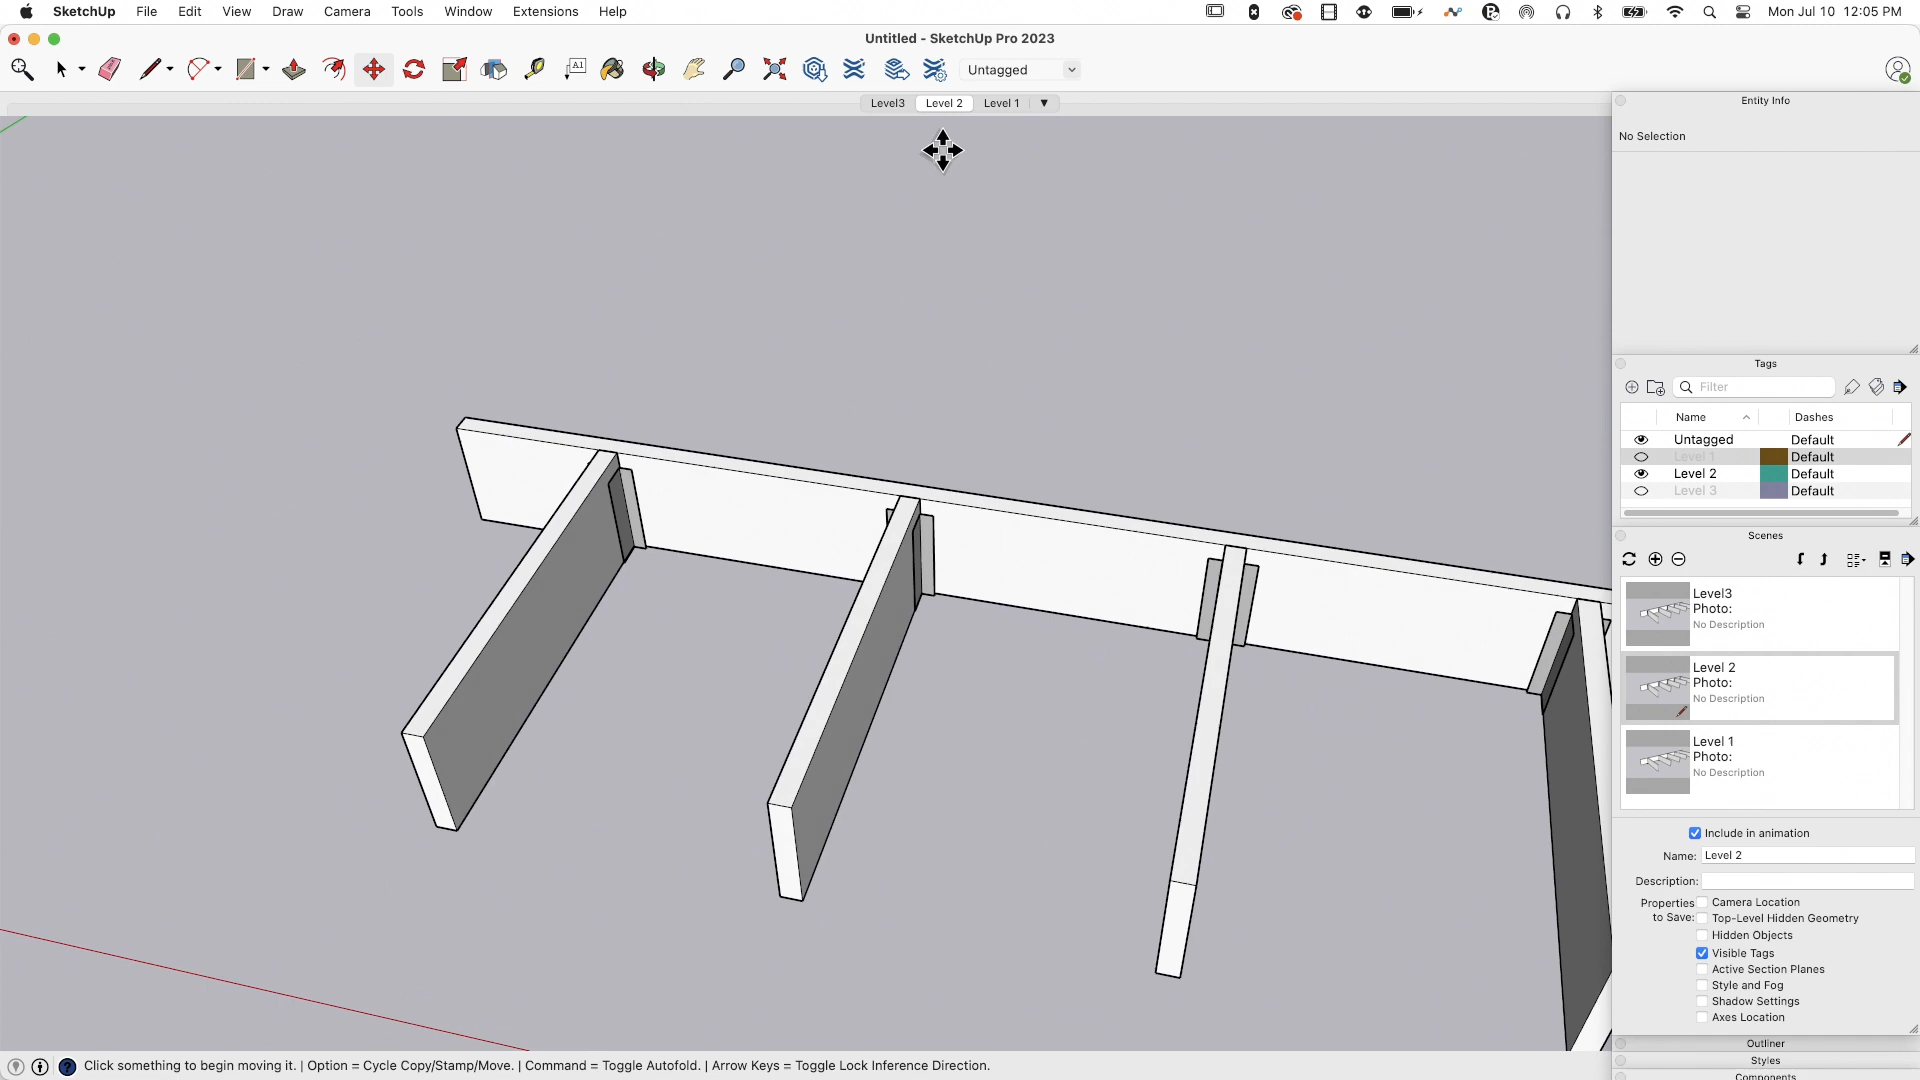 SketchUp File Edit View Draw Camera Tools Window Extensions Help Mon Jul 10 12:05 PM
Untitled - SketchUp Pro 2023
A1 Untagged
Level3 Level 2 Level 1
Entity Info
No Selection
Tags
Filter
Name Dashes
Untagged Default
Level 1 Default
Level 2 Default
Level 3 Default
Scenes
Level3
Photo:
No Description
Level 2
Photo:
No Description
Level 1
Photo:
No Description
Include in animation
Name: Level 2
Description:
Properties Camera Location
to Save: Top-Level Hidden Geometry
Hidden Objects
Visible Tags
Active Section Planes
Style and Fog
Shadow Settings
Axes Location
Outliner
Styles
Components
Click something to begin moving it. | Option = Cycle Copy/Stamp/Move. | Command = Toggle Autofold. | Arrow Keys = Toggle Lock Inference Direction.